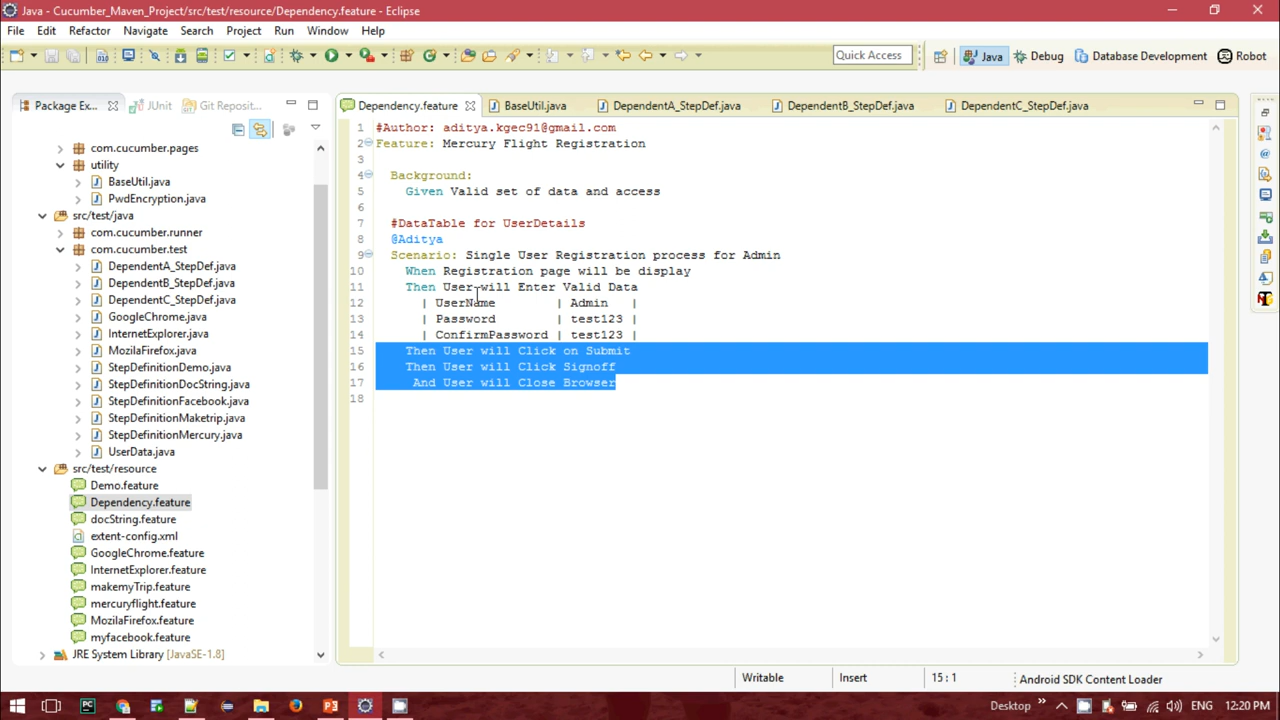 Java - Cucumber_Maven_Project/src/test/resource/Dependency.feature - Eclipse
File Edit Refactor Navigate Search Project Run Window Help
Quick Access Java Debug Database Development Robot
Package Ex... JUnit Git Reposit...
com.cucumber.pages
utility
BaseUtil.java
PwdEncryption.java
src/test/java
com.cucumber.runner
com.cucumber.test
DependentA_StepDef.java
DependentB_StepDef.java
DependentC_StepDef.java
GoogleChrome.java
InternetExplorer.java
MozilaFirefox.java
StepDefinitionDemo.java
StepDefinitionDocString.java
StepDefinitionFacebook.java
StepDefinitionMaketrip.java
StepDefinitionMercury.java
UserData.java
src/test/resource
Demo.feature
Dependency.feature
docString.feature
extent-config.xml
GoogleChrome.feature
InternetExplorer.feature
makemyTrip.feature
mercuryflight.feature
MozilaFirefox.feature
myfacebook.feature
JRE System Library [JavaSE-1.8]
Dependency.feature BaseUtil.java DependentA_StepDef.java DependentB_StepDef.java DependentC_StepDef.java
1 #Author: aditya.kgec91@gmail.com
2 Feature: Mercury Flight Registration
3
4 Background:
5 Given Valid set of data and access
6
7 #DataTable for UserDetails
8 @Aditya
9 Scenario: Single User Registration process for Admin
10 When Registration page will be display
11 Then User will Enter Valid Data
12 | UserName | Admin |
13 | Password | test123 |
14 | ConfirmPassword | test123 |
15 Then User will Click on Submit
16 Then User will Click Signoff
17 And User will Close Browser
18
Writable Insert 15 : 1 Android SDK Content Loader
Desktop ENG 12:20 PM